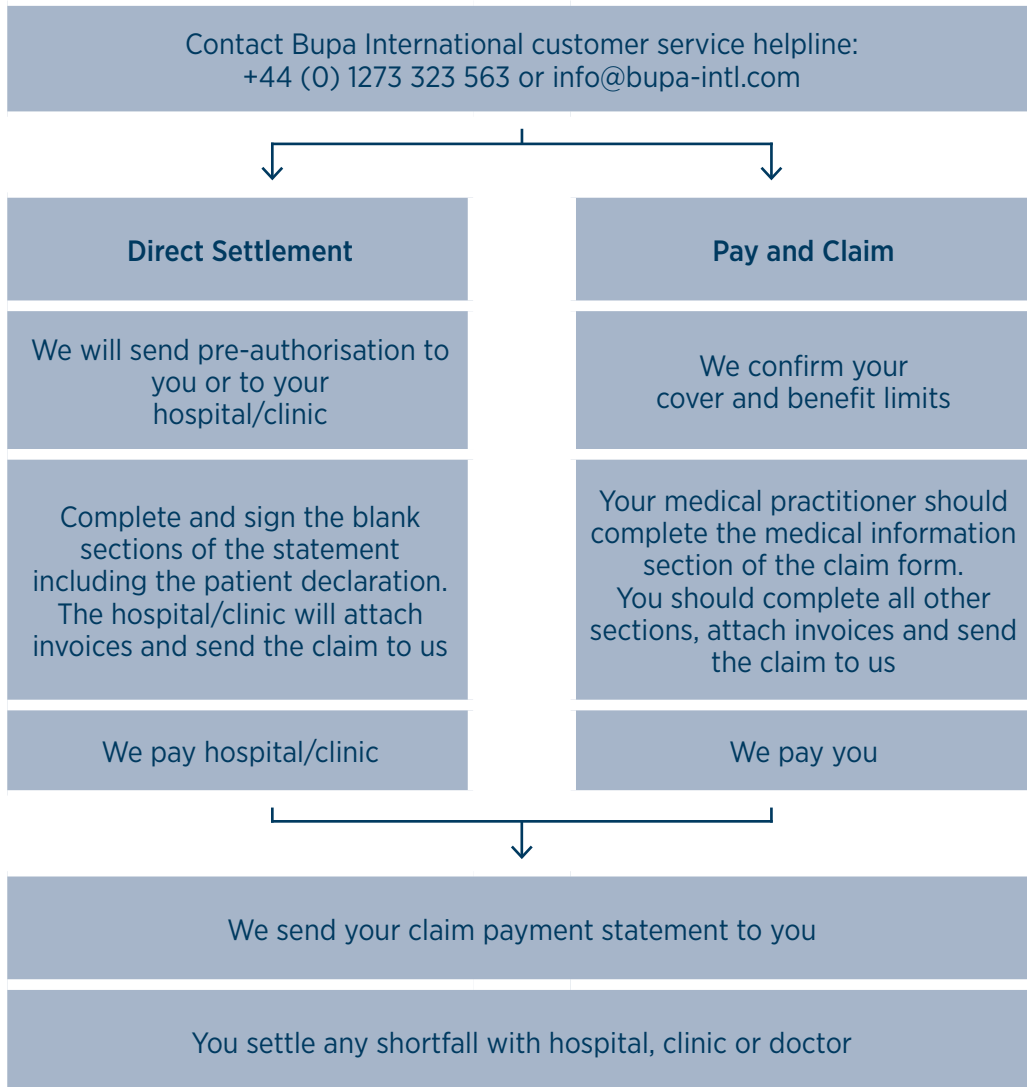 Contact Bupa International customer service helpline:
+44 (0) 1273 323 563 or info@bupa-intl.com
Direct Settlement
We will send pre-authorisation to
you or to your
hospital/clinic
Complete and sign the blank
sections of the statement
including the patient declaration.
The hospital/clinic will attach
invoices and send the claim to us
We pay hospital/clinic
Pay and Claim
We confirm your
cover and benefit limits
Your medical practitioner should
complete the medical information
section of the claim form.
You should complete all other
sections, attach invoices and send
the claim to us
We pay you
We send your claim payment statement to you
You settle any shortfall with hospital, clinic or doctor